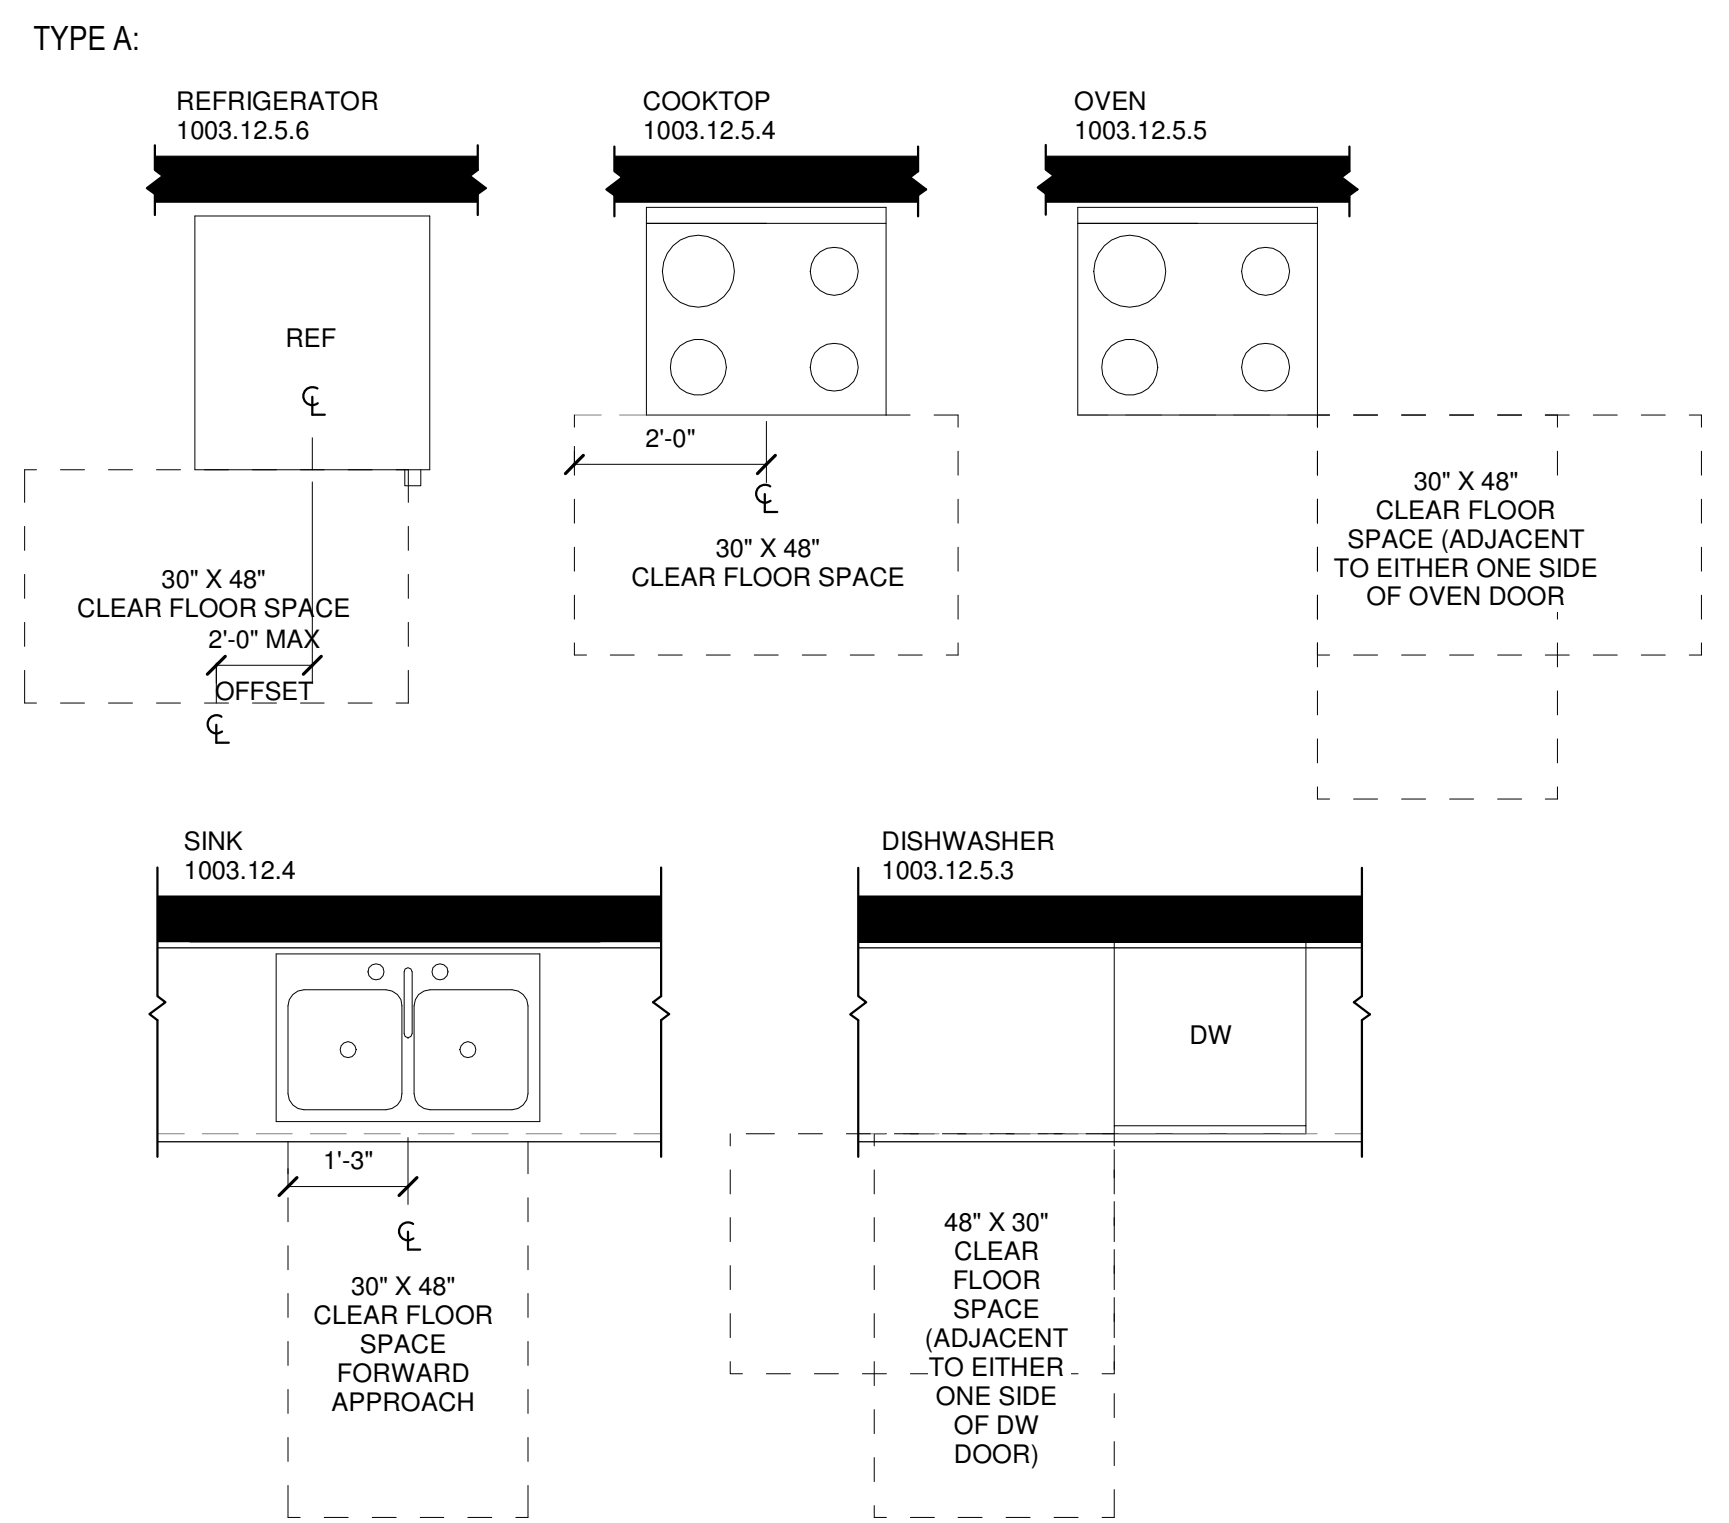 TYPE A:
REFRIGERATOR
1003.12.5.6
REF
℄
30" X 48"
CLEAR FLOOR SPACE
2'-0" MAX
OFFSET
℄
COOKTOP
1003.12.5.4
2'-0"
℄
30" X 48"
CLEAR FLOOR SPACE
OVEN
1003.12.5.5
30" X 48"
CLEAR FLOOR
SPACE (ADJACENT
TO EITHER ONE SIDE
OF OVEN DOOR
SINK
1003.12.4
1'-3"
℄
30" X 48"
CLEAR FLOOR
SPACE
FORWARD
APPROACH
DISHWASHER
1003.12.5.3
DW
48" X 30"
CLEAR
FLOOR
SPACE
(ADJACENT
TO EITHER
ONE SIDE
OF DW
DOOR)